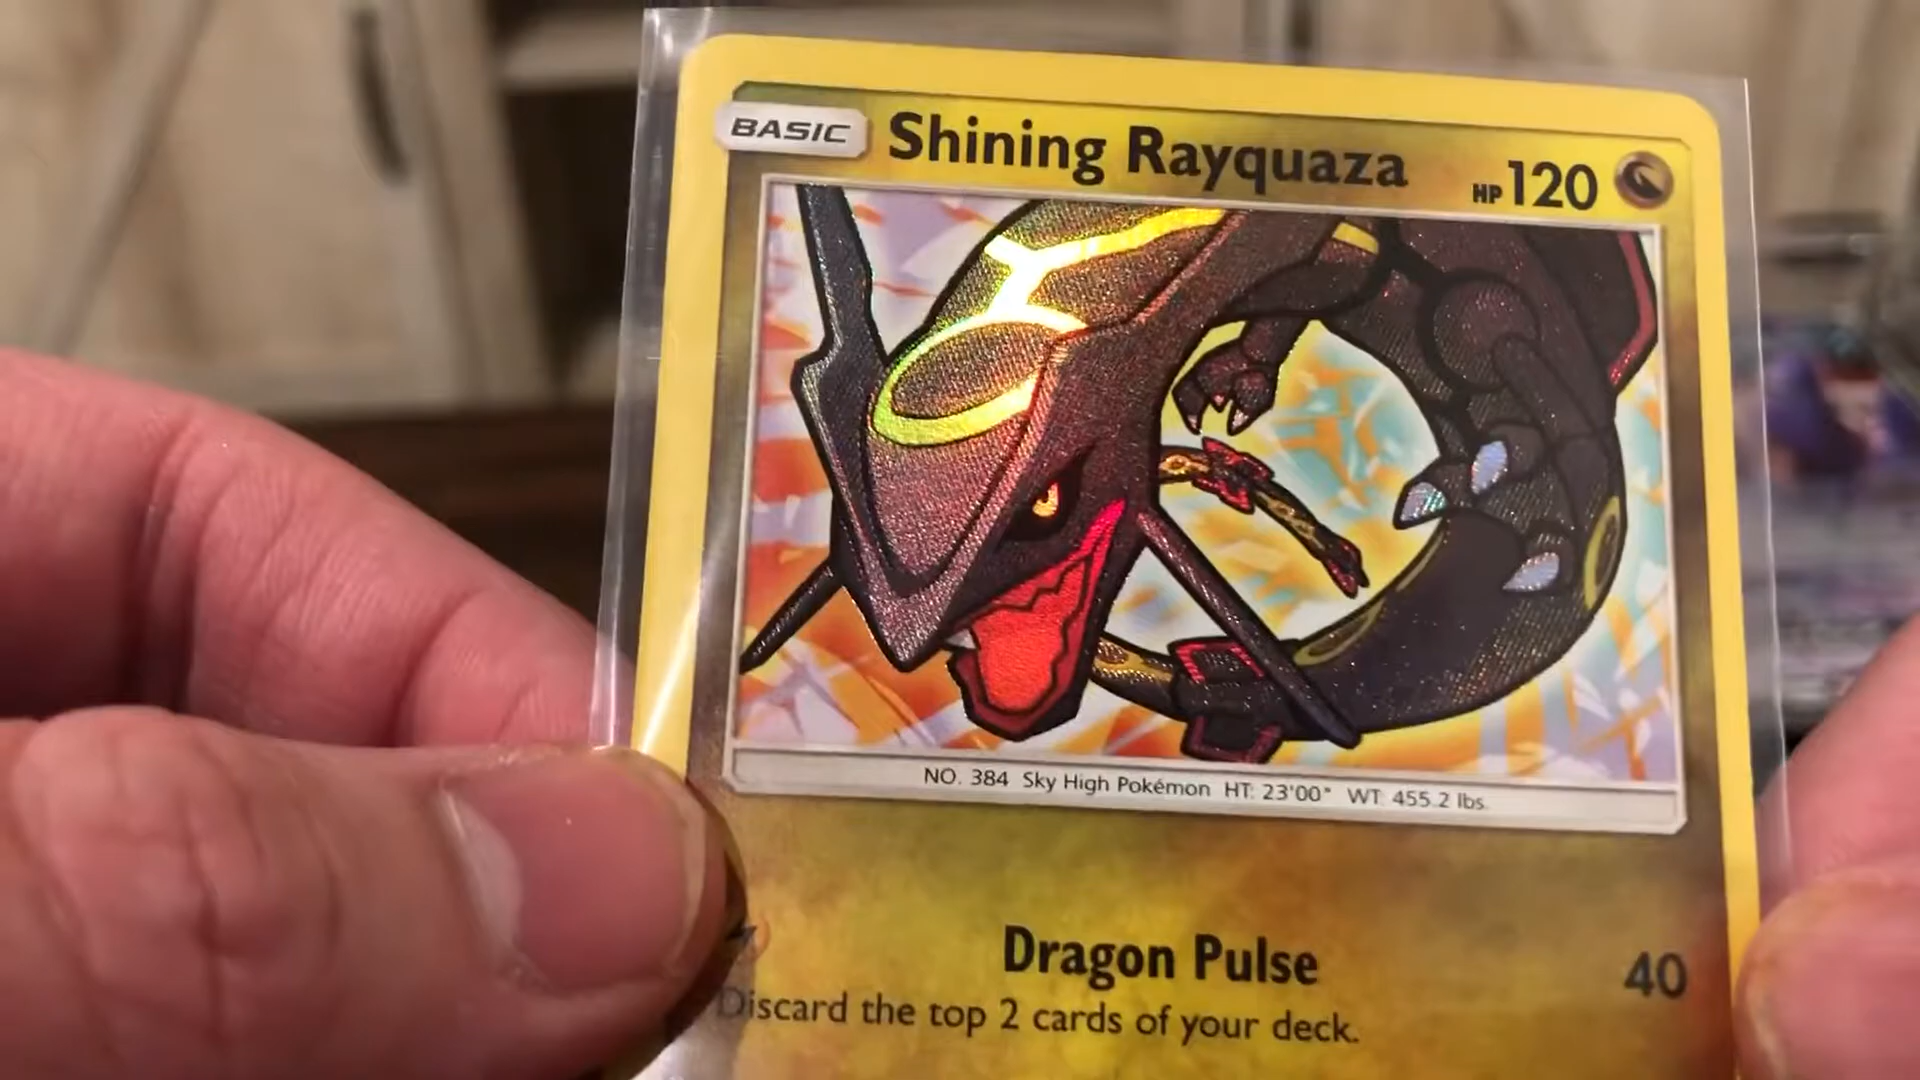 BASIC Shining Rayquaza HP 120
NO. 384 Sky High Pokémon HT: 23'00" WT: 455.2 lbs.
Dragon Pulse 40
Discard the top 2 cards of your deck.